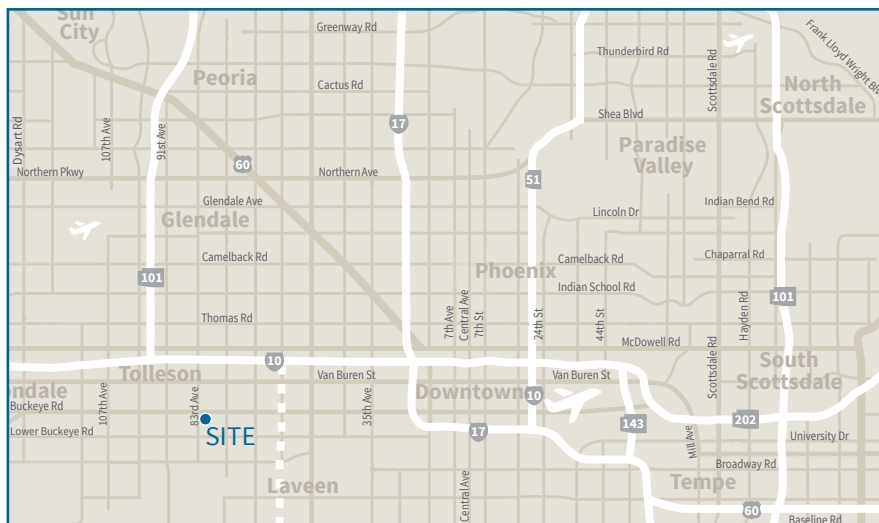 Sun
City
Greenway Rd
Thunderbird Rd
Scottsdale Rd
Frank Lloyd Wright Blv
Peoria
Cactus Rd
North
Scottsdale
Dysart Rd
107th Ave
91st Ave
17
Shea Blvd
Paradise
Valley
60
Northern Pkwy
Northern Ave
51
Glendale Ave
Lincoln Dr
Indian Bend Rd
Glendale
Camelback Rd
Phoenix
Camelback Rd
Chaparral Rd
101
Indian School Rd
101
Thomas Rd
7th Ave
Central Ave
7th St
24th St
44th St
Hayden Rd
McDowell Rd
10
Tolleson
Van Buren St
Van Buren St
Scottsdale Rd
South
Scottsdale
ondale
107th Ave
83rd Ave
35th Ave
Downtown
10
Buckeye Rd
SITE
Lower Buckeye Rd
17
143
Mill Ave
202
University Dr
Broadway Rd
Laveen
Central Ave
Tempe
60
Baseline Rd